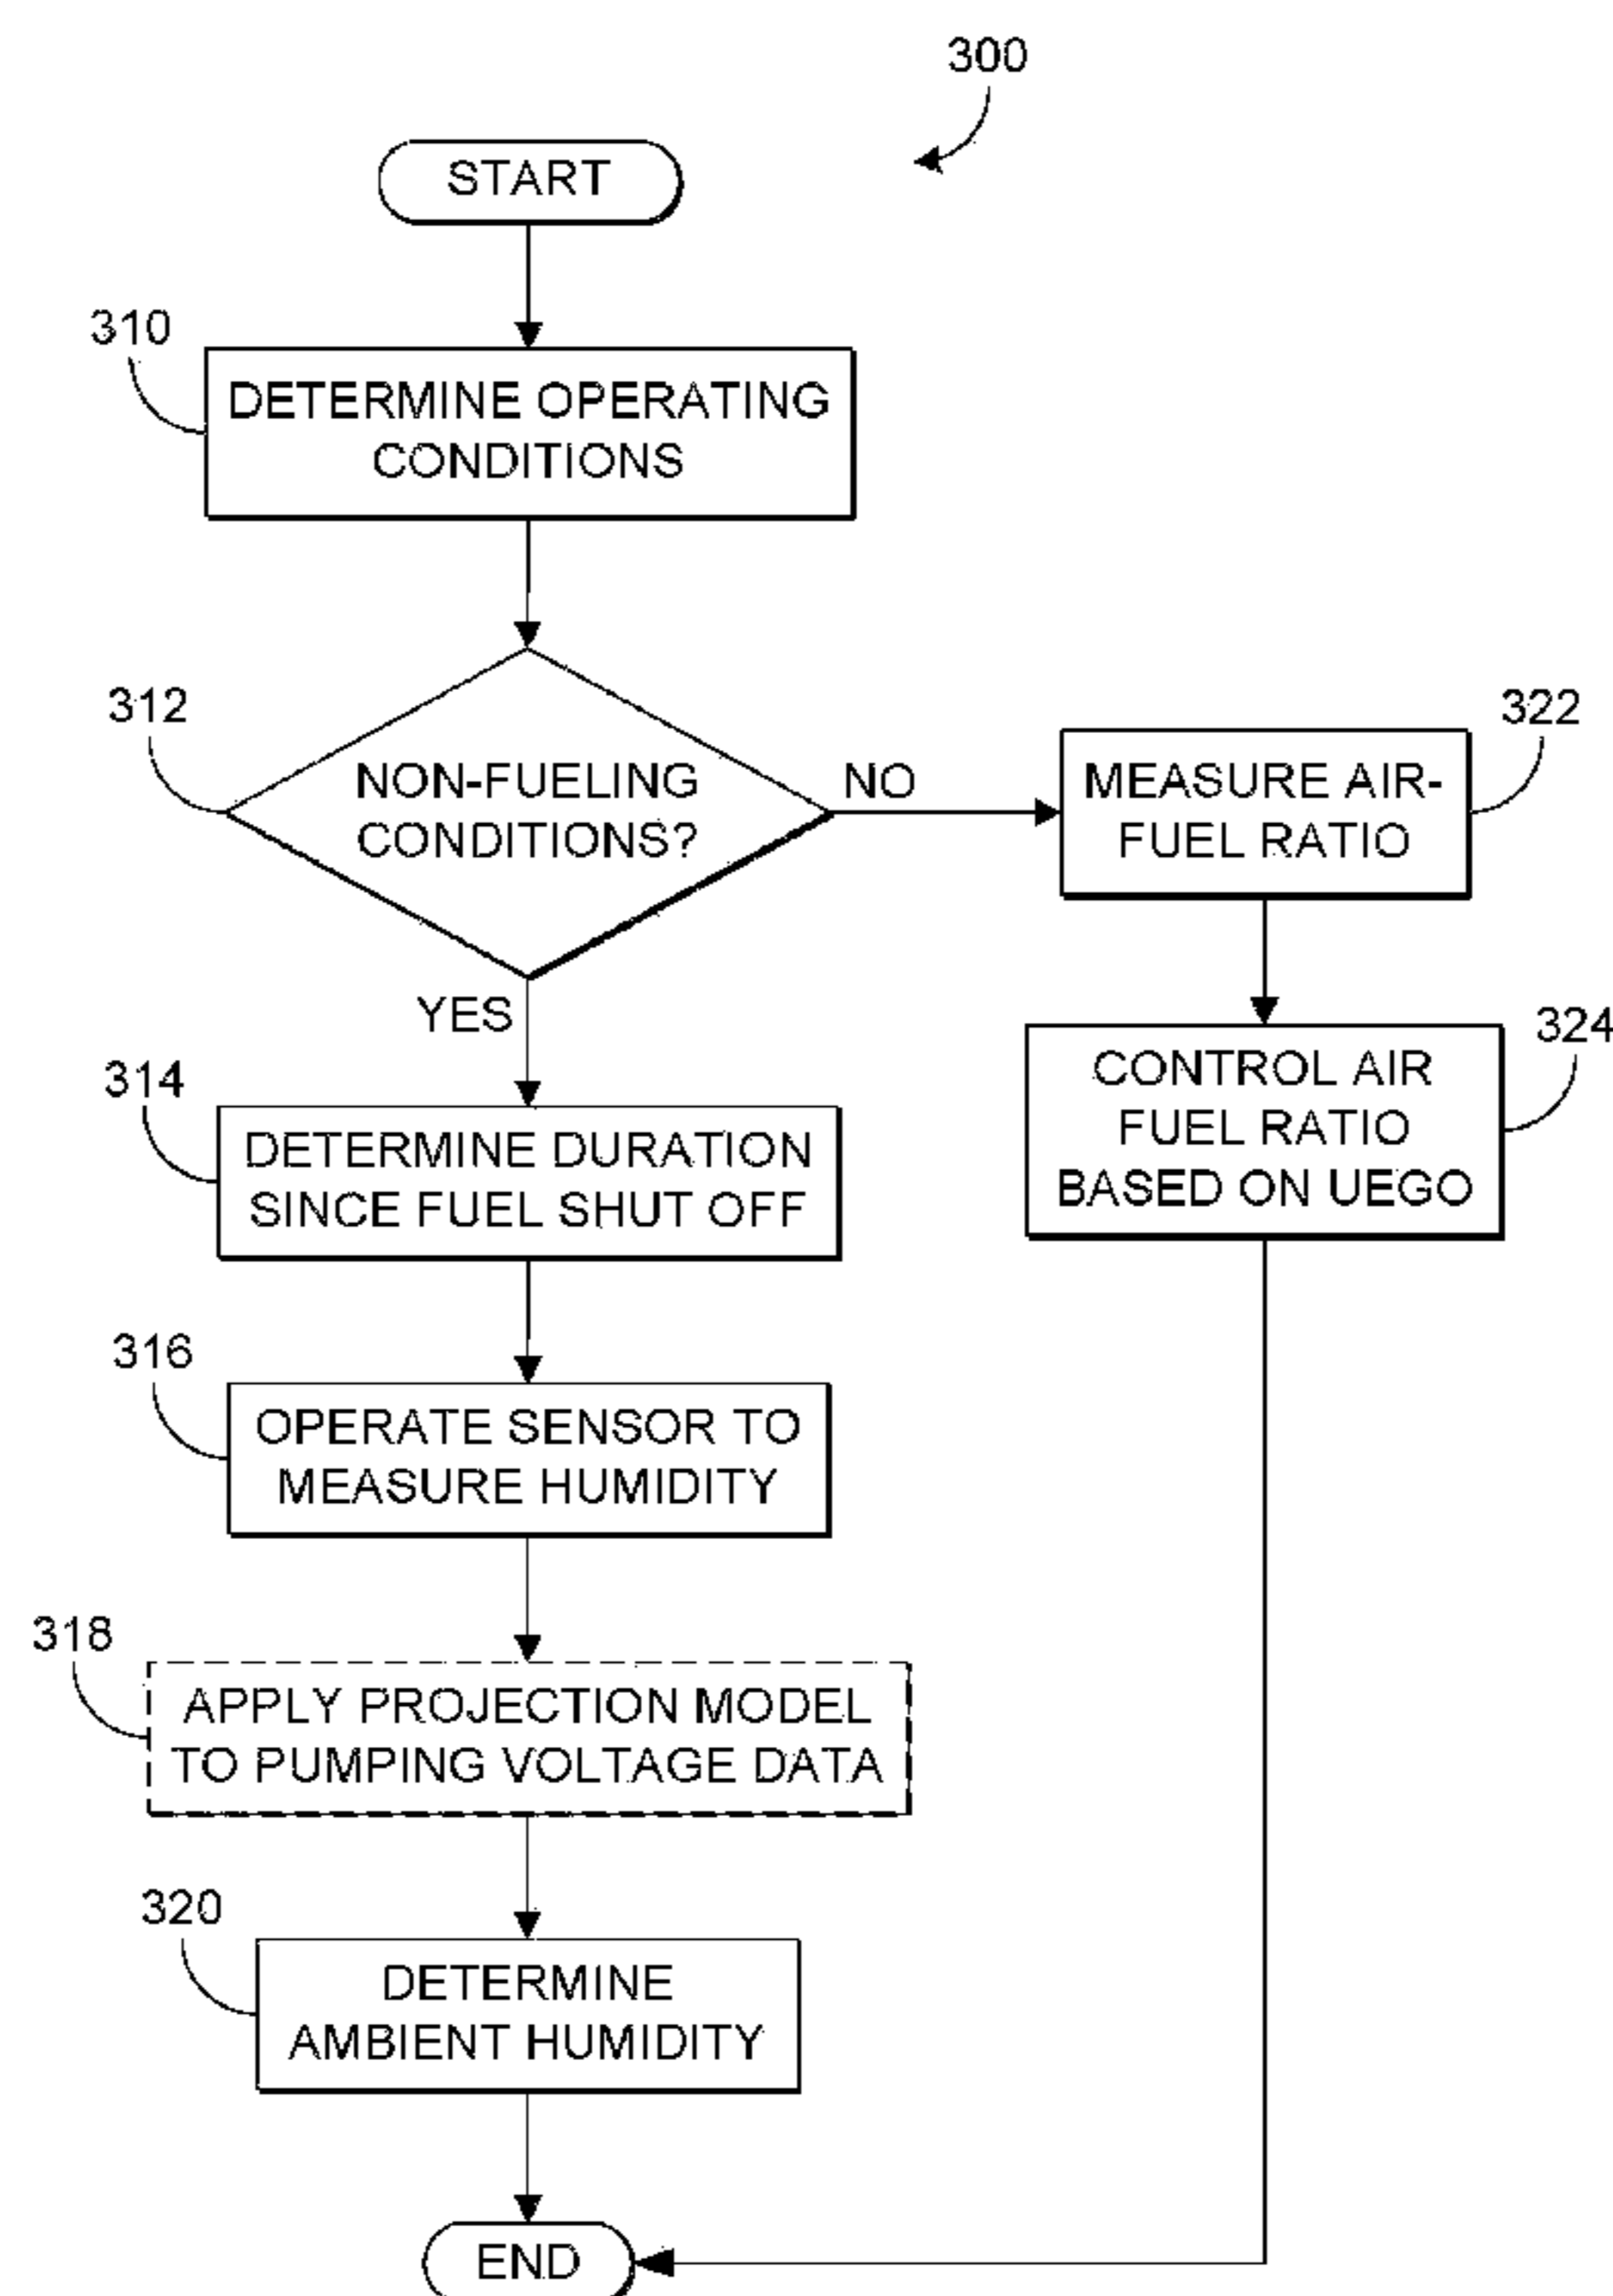 300
START
310
DETERMINE OPERATING
CONDITIONS
312
NON-FUELING
CONDITIONS?
NO
322
MEASURE AIR-
FUEL RATIO
YES
324
CONTROL AIR
FUEL RATIO
BASED ON UEGO
314
DETERMINE DURATION
SINCE FUEL SHUT OFF
316
OPERATE SENSOR TO
MEASURE HUMIDITY
318
APPLY PROJECTION MODEL
TO PUMPING VOLTAGE DATA
320
DETERMINE
AMBIENT HUMIDITY
END